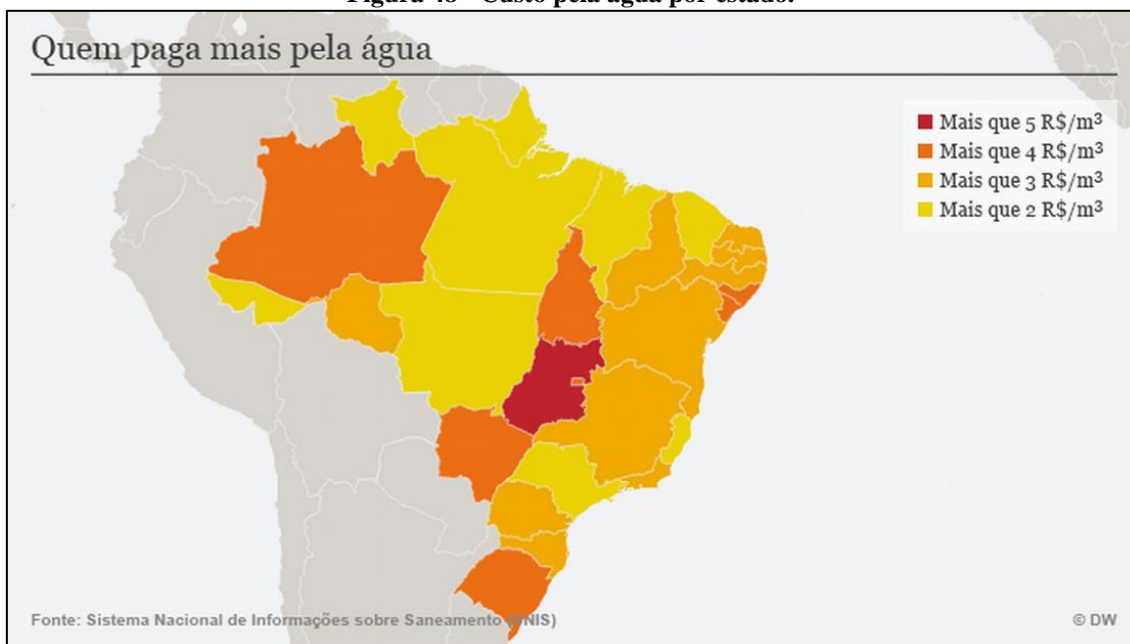 Figura 48 - Custo pela água por estado.
Quem paga mais pela água
Mais que 5 R$/m³
Mais que 4 R$/m³
Mais que 3 R$/m³
Mais que 2 R$/m³
Fonte: Sistema Nacional de Informações sobre Saneamento (SNIS)
© DW